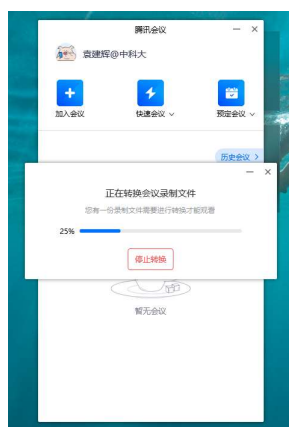 腾讯会议
袁建辉@中科大
加入会议
快速会议
预定会议
历史会议
正在转换会议录制文件
您有一份录制文件需要进行转换才能观看
25%
停止转换
暂无会议